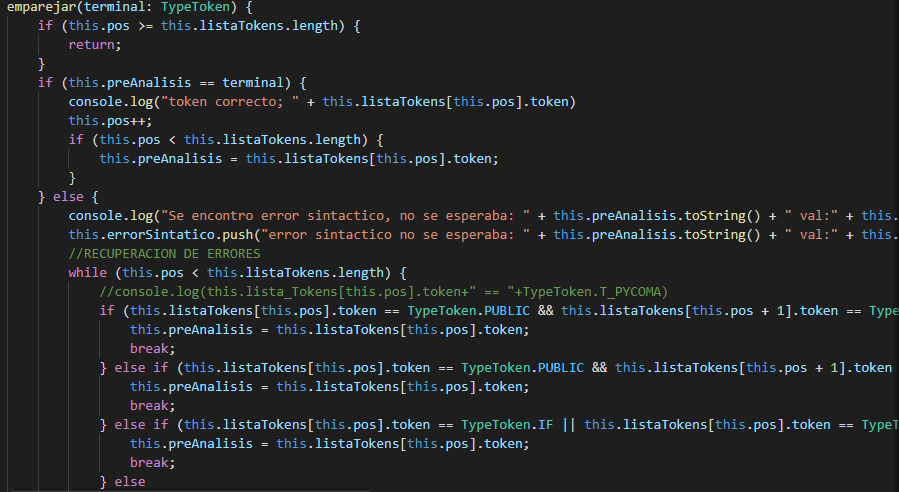 emparejar(terminal: TypeToken) {
if (this.pos >= this.listaTokens.length) {
return;
}
if (this.preAnalisis == terminal) {
console.log("token correcto; " + this.listaTokens[this.pos].token)
this.pos++;
if (this.pos < this.listaTokens.length) {
this.preAnalisis = this.listaTokens[this.pos].token;
}
} else {
console.log("Se encontro error sintactico, no se esperaba: " + this.preAnalisis.toString() + " val:" + this.
this.errorSintatico.push("error sintactico no se esperaba: " + this.preAnalisis.toString() + " val:" + this.
//RECUPERACION DE ERRORES
while (this.pos < this.listaTokens.length) {
//console.log(this.lista_Tokens[this.pos].token+" == "+TypeToken.T_PYCOMA)
if (this.listaTokens[this.pos].token == TypeToken.PUBLIC && this.listaTokens[this.pos + 1].token == Type
this.preAnalisis = this.listaTokens[this.pos].token;
break;
} else if (this.listaTokens[this.pos].token == TypeToken.PUBLIC && this.listaTokens[this.pos + 1].token
this.preAnalisis = this.listaTokens[this.pos].token;
break;
} else if (this.listaTokens[this.pos].token == TypeToken.IF || this.listaTokens[this.pos].token == TypeT
this.preAnalisis = this.listaTokens[this.pos].token;
break;
} else